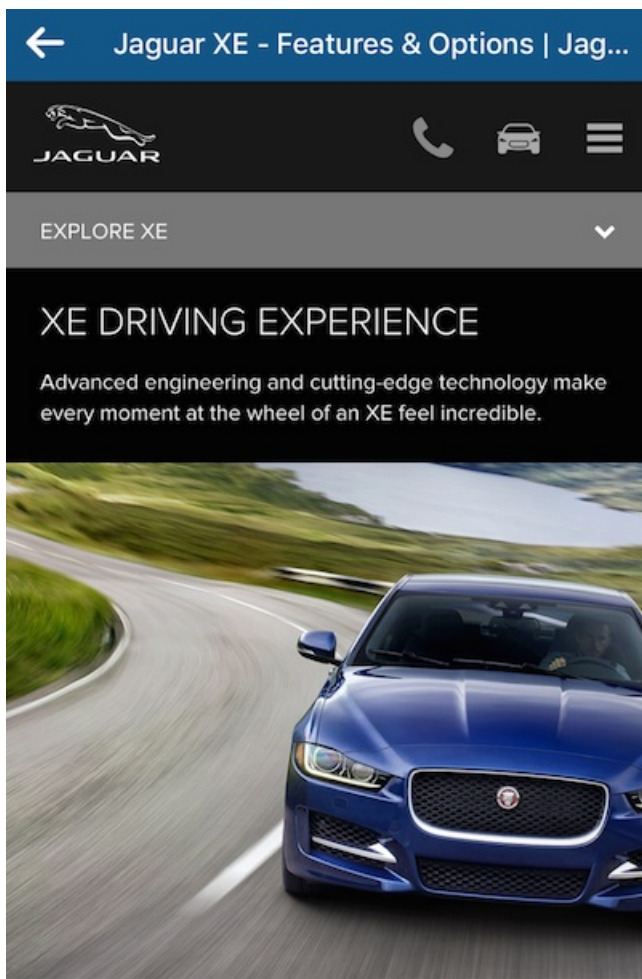 Jaguar XE - Features & Options | Jag...
JAGUAR
EXPLORE XE
XE DRIVING EXPERIENCE
Advanced engineering and cutting-edge technology make
every moment at the wheel of an XE feel incredible.